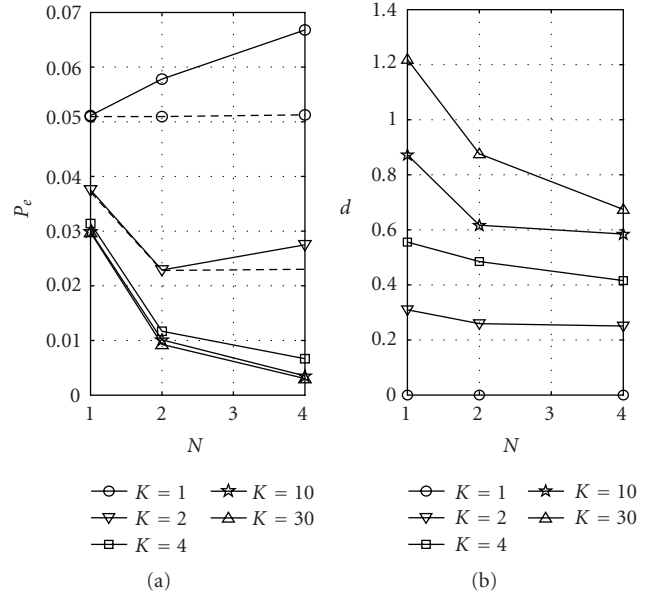 0.07
0.06
0.05
0.04
0.03
0.02
0.01
0
P_e
1 2 3 4
N
K = 1
K = 2
K = 4
K = 10
K = 30
(a)
1.4
1.2
1
0.8
0.6
0.4
0.2
0
d
1 2 3 4
N
K = 1
K = 2
K = 4
K = 10
K = 30
(b)